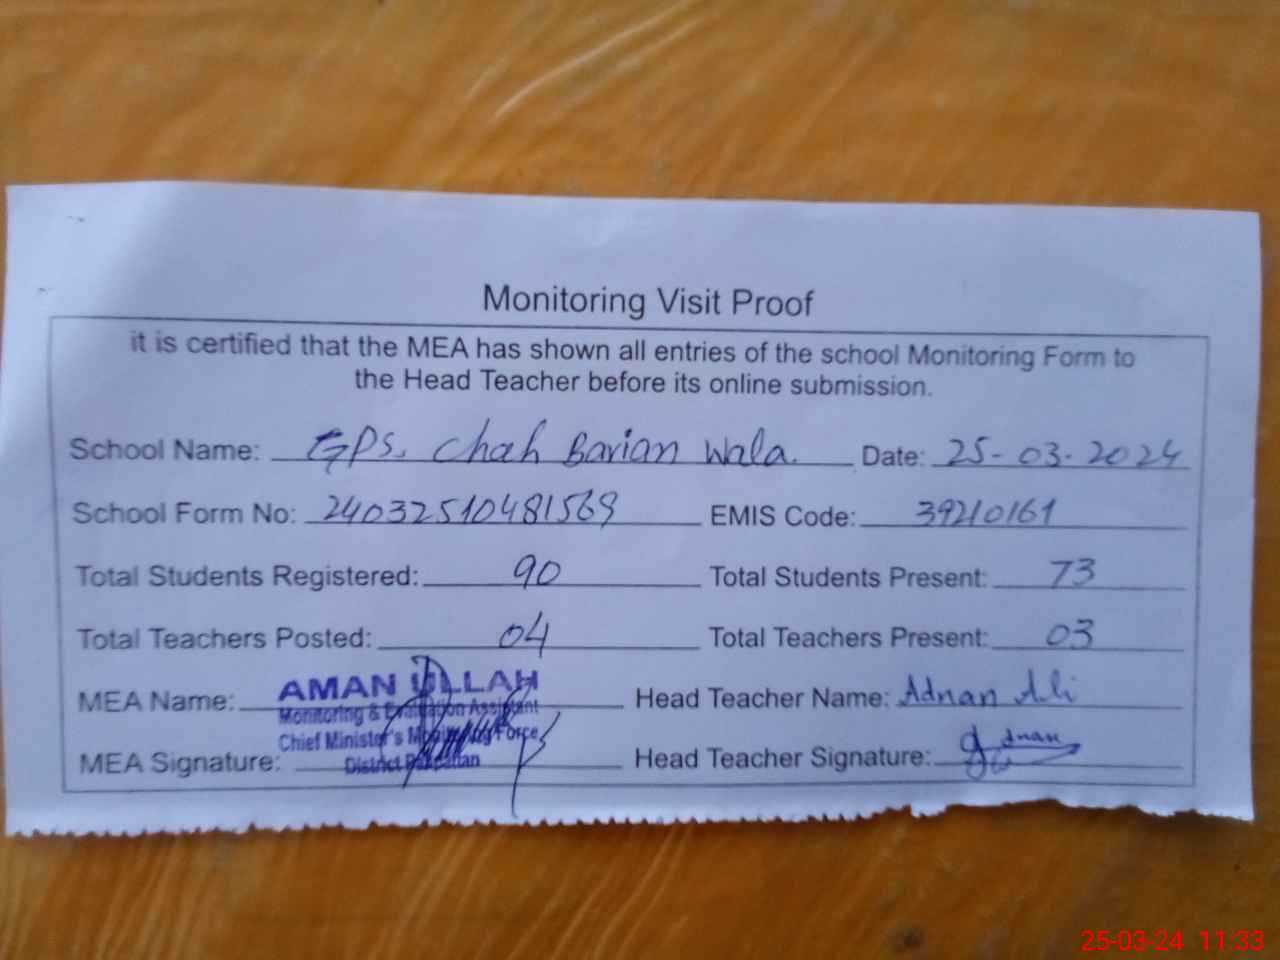 Monitoring Visit Proof
it is certified that the MEA has shown all entries of the school Monitoring Form to
the Head Teacher before its online submission.
School Name: GPS. Chah Barian Wala. Date: 25-03-2024
School Form No: 24032510481569 EMIS Code: 39210161
Total Students Registered: 90 Total Students Present: 73
Total Teachers Posted: 04 Total Teachers Present: 03
MEA Name: AMAN ULLAH Head Teacher Name: Adnan Ali
Monitoring & Evaluation Assistant
Chief Minister's Monitoring Force
MEA Signature: District Pakpattan Head Teacher Signature: Adnan
25-03-24 11:33